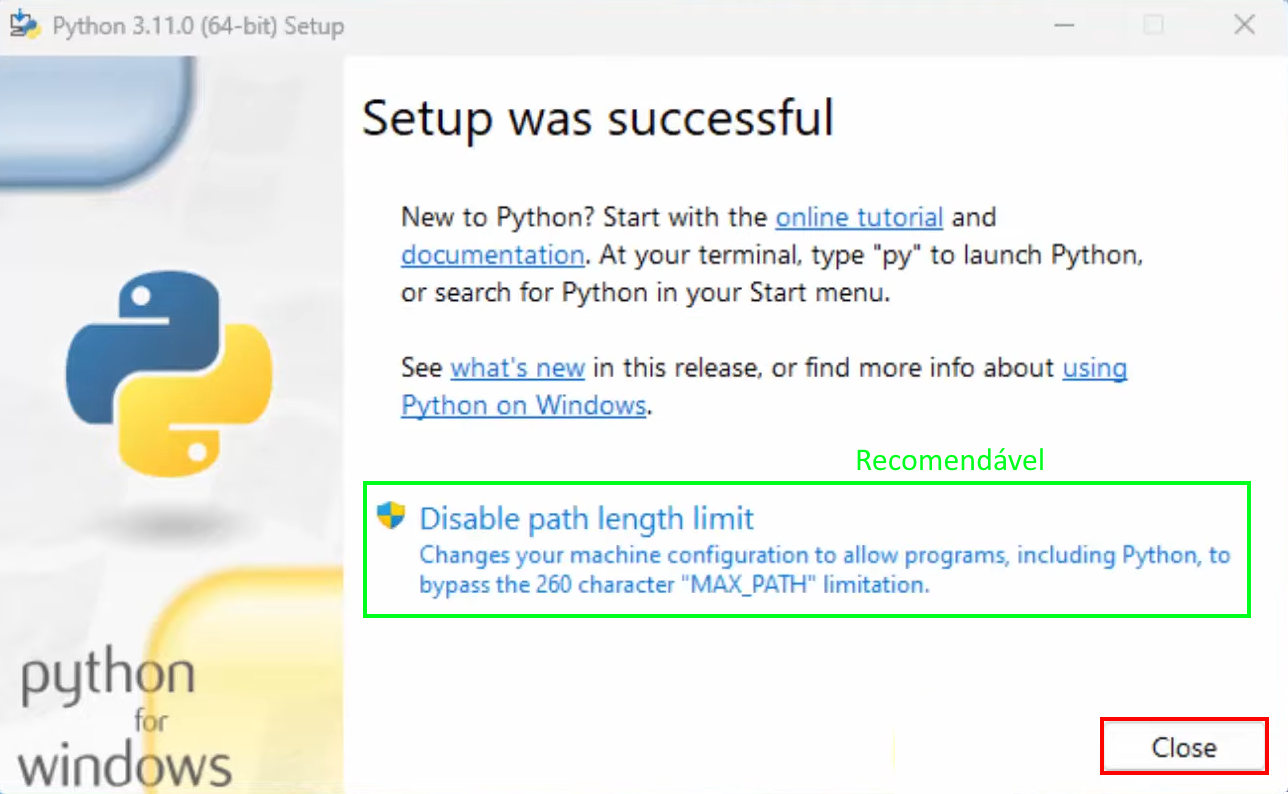 Python 3.11.0 (64-bit) Setup
Setup was successful
New to Python? Start with the online tutorial and
documentation. At your terminal, type "py" to launch Python,
or search for Python in your Start menu.
See what's new in this release, or find more info about using
Python on Windows.
Recomendável
Disable path length limit
Changes your machine configuration to allow programs, including Python, to
bypass the 260 character "MAX_PATH" limitation.
python
for
windows
Close